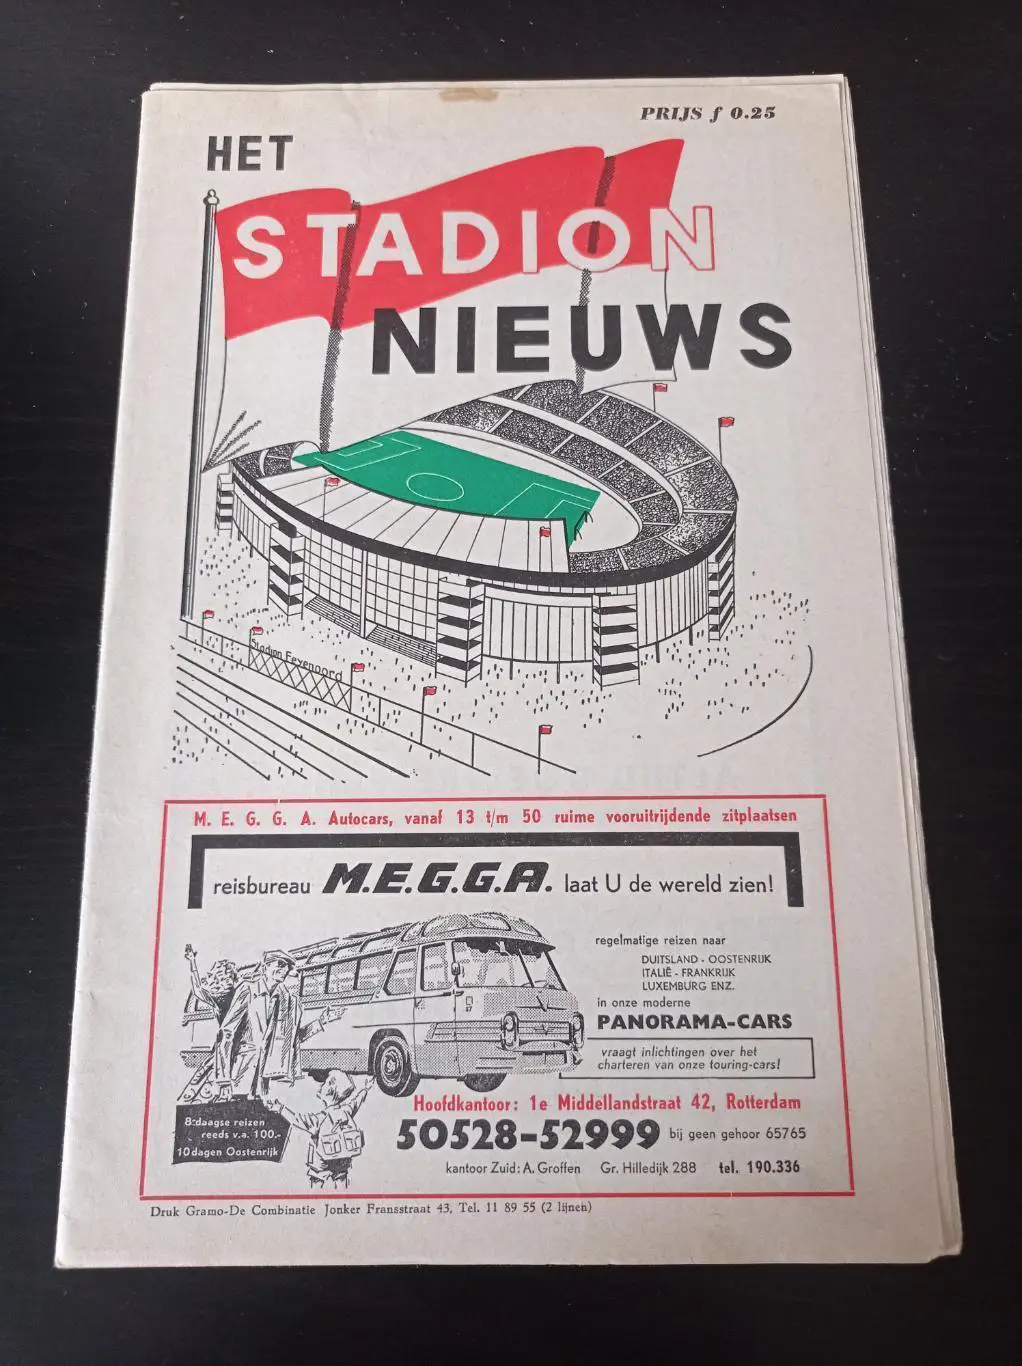 PRIJS f 0.25
HET
STADION
NIEUWS
Stadion Feyenoord
M. E. G. G. A. Autocars, vanaf 13 t/m 50 ruime vooruitrijdende zitplaatsen
reisbureau M.E.G.G.A. laat U de wereld zien!
regelmatige reizen naar
DUITSLAND - OOSTENRIJK
ITALIË - FRANKRIJK
LUXEMBURG ENZ.
in onze moderne
PANORAMA-CARS
vraagt inlichtingen over het
charteren van onze touring-cars!
8-daagse reizen
reeds v.a. 100.-
10 dagen Oostenrijk
Hoofdkantoor: 1e Middellandstraat 42, Rotterdam
50528-52999 bij geen gehoor 65765
kantoor Zuid: A. Groffen Gr. Hilledijk 288 tel. 190.336
Druk Gramo-De Combinatie Jonker Fransstraat 43, Tel. 11 89 55 (2 lijnen)